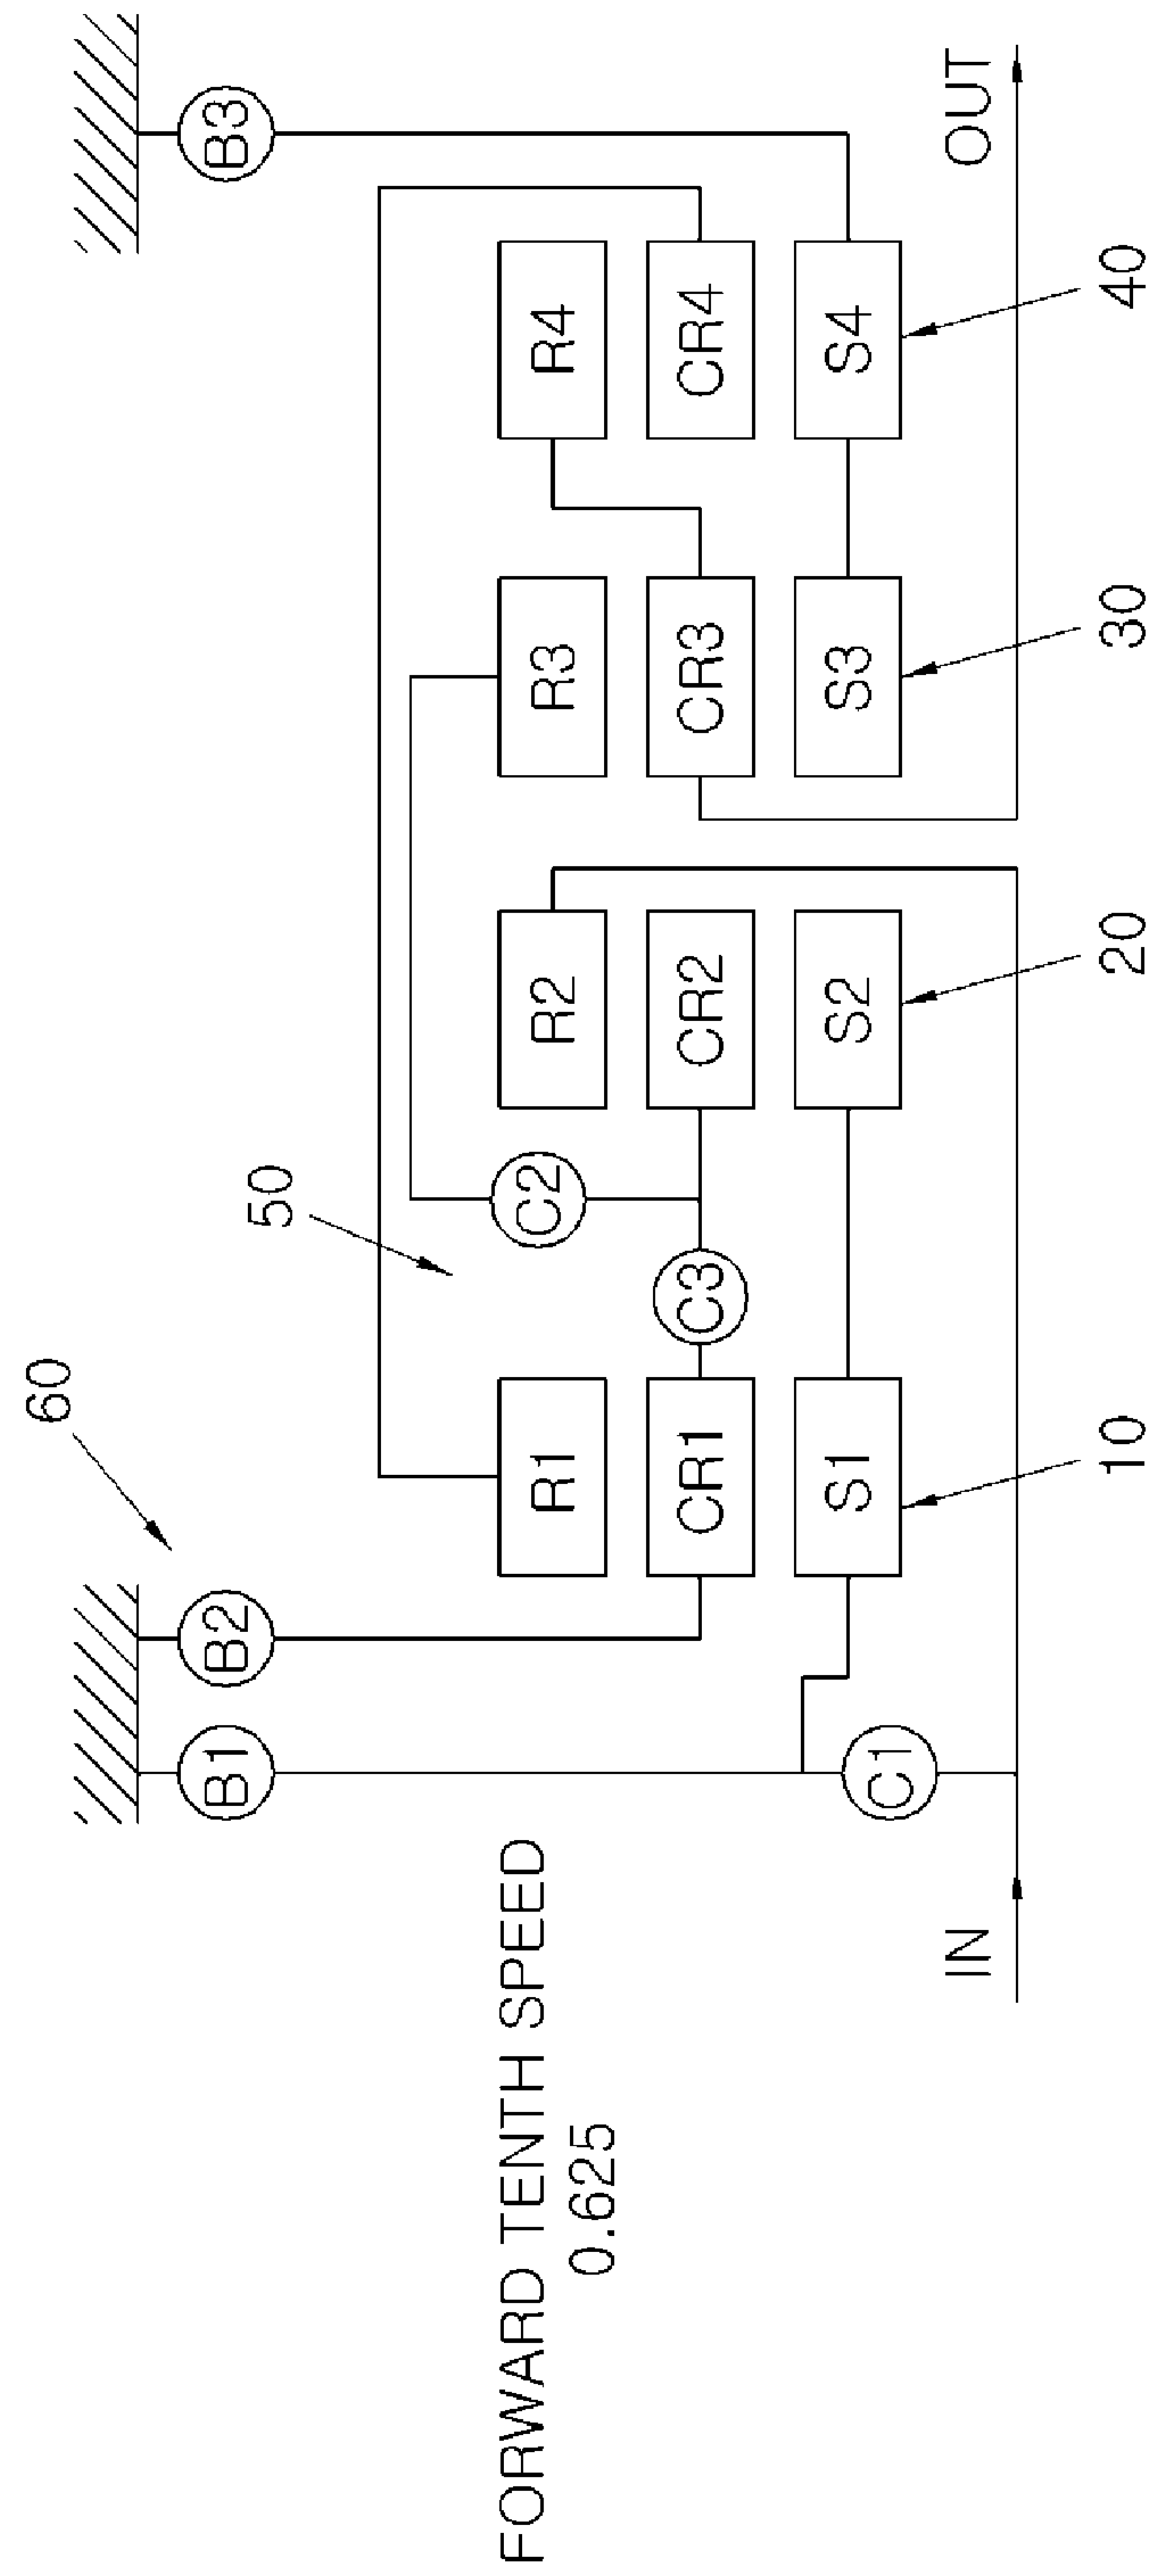 FORWARD TENTH SPEED
0.625
60
50
B1
B2
B3
R1
R2
R3
R4
C2
CR1
C3
CR2
CR3
CR4
S1
S2
S3
S4
C1
IN
OUT
10
20
30
40